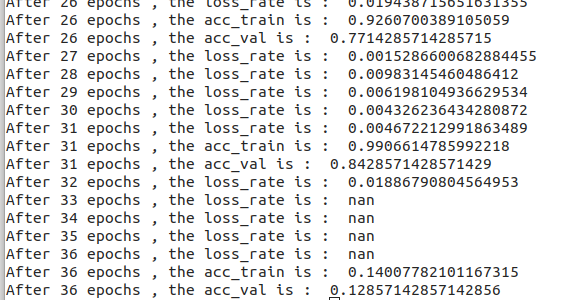 After 26 epochs , the loss_rate is :  0.019438715651631355
After 26 epochs , the acc_train is :  0.9260700389105059
After 26 epochs , the acc_val is :  0.7714285714285715
After 27 epochs , the loss_rate is :  0.0015286600682884455
After 28 epochs , the loss_rate is :  0.00983145460486412
After 29 epochs , the loss_rate is :  0.006198104936629534
After 30 epochs , the loss_rate is :  0.004326236434280872
After 31 epochs , the loss_rate is :  0.004672212991863489
After 31 epochs , the acc_train is :  0.9906614785992218
After 31 epochs , the acc_val is :  0.8428571428571429
After 32 epochs , the loss_rate is :  0.01886790804564953
After 33 epochs , the loss_rate is :  nan
After 34 epochs , the loss_rate is :  nan
After 35 epochs , the loss_rate is :  nan
After 36 epochs , the loss_rate is :  nan
After 36 epochs , the acc_train is :  0.14007782101167315
After 36 epochs , the acc_val is :  0.12857142857142856